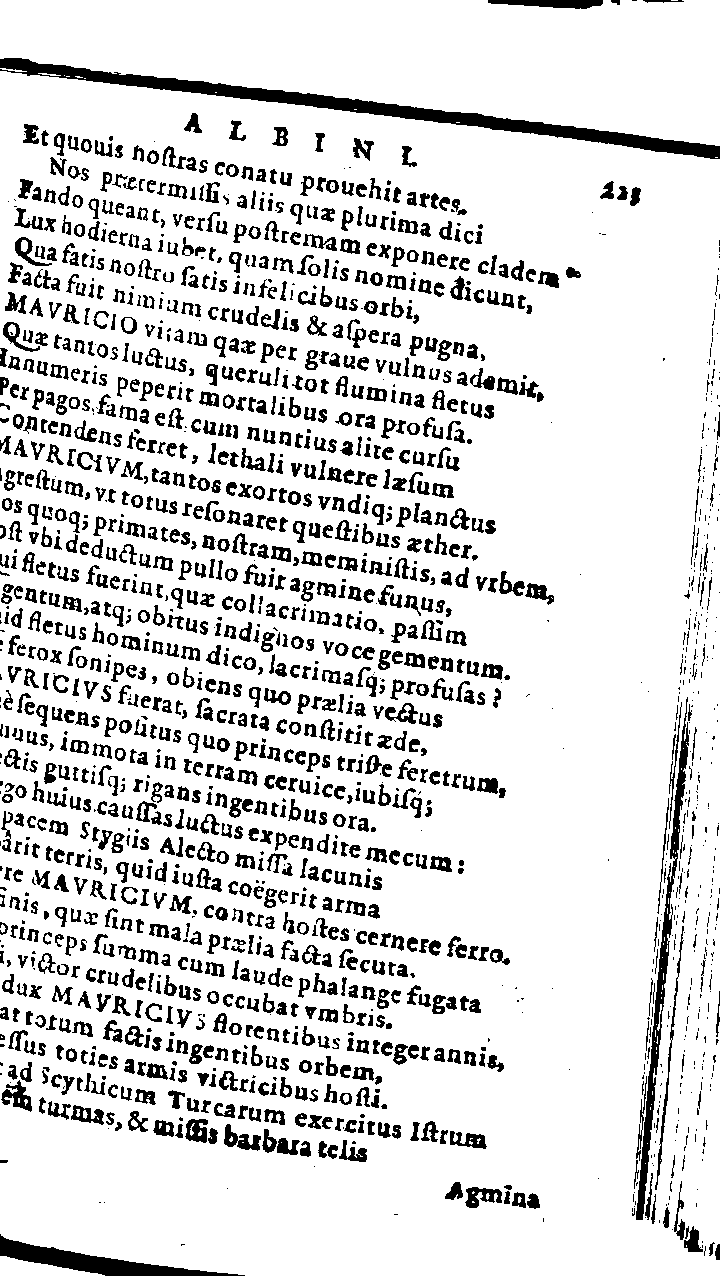 ALBINI.
Et quouis noſtras conatu prouehit artes.
Nos prætermiſſis aliis quæ plurima dici
Fando queant, verſu poſtremam exponere cladem
Lux hodierna iubet, quam ſolis nomine dicunt,
Qua fatis noſtro ſatis infelicibus orbi,
Facta fuit nimium crudelis & aſpera pugna,
MAVRICIO vitam quæ per graue vulnus ademit,
Quæ tantos luctus, queruli tot flumina fletus
Innumeris peperit mortalibus ora profuſa.
Per pagos, fama eſt, cum nuntius alite curſu
Contendens ferret, lethali vulnere læſum
MAVRICIVM, tantos exortos vndiq; planctus
Agreſtum, vt totus reſonaret queſtibus æther.
os quoq; primates, noſtram, meminiſtis, ad vrbem,
oſt vbi deductum pullo fuit agmine funus,
ui fletus fuerint, quæ collacrimatio, paſſim
gentum, atq; obitus indignos voce gementum.
uid fletus hominum dico, lacrimaſq; profuſas?
ferox ſonipes, obiens quo prælia vectus
AVRICIVS fuerat, ſacrata conſtitit æde,
è ſequens poſitus quo princeps triſte feretrum,
nuus, immota in terram ceruice, iubiſq;
ectis guttiſq; rigans ingentibus ora.
go huius cauſſas luctus expendite mecum:
pacem Stygiis Alecto miſſa lacunis
arit terris, quid iuſta coëgerit arma
re MAVRICIVM, contra hoſtes cernere ferro.
finis, quæ ſint mala prælia facta ſecuta.
princeps ſumma cum laude phalange fugata
i, victor crudelibus occubat vmbris.
dux MAVRICIVS florentibus integer annis,
at totum factis ingentibus orbem,
eſſus toties armis victricibus hoſti.
ad Scythicum Turcarum exercitus Iſtrum
em turmas, & miſſis barbara telis
Agmina